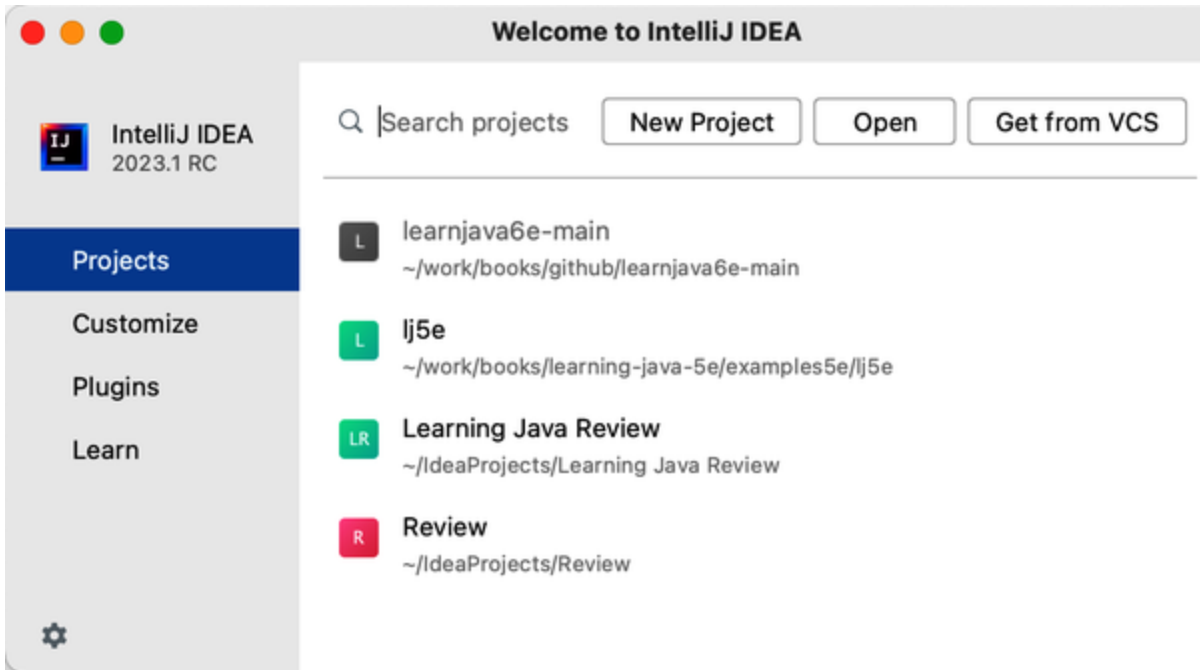 Welcome to IntelliJ IDEA
IJ
IntelliJ IDEA
2023.1 RC
Projects
Customize
Plugins
Learn
Search projects
New Project
Open
Get from VCS
L
learnjava6e-main
~/work/books/github/learnjava6e-main
L
lj5e
~/work/books/learning-java-5e/examples5e/lj5e
LR
Learning Java Review
~/IdeaProjects/Learning Java Review
R
Review
~/IdeaProjects/Review